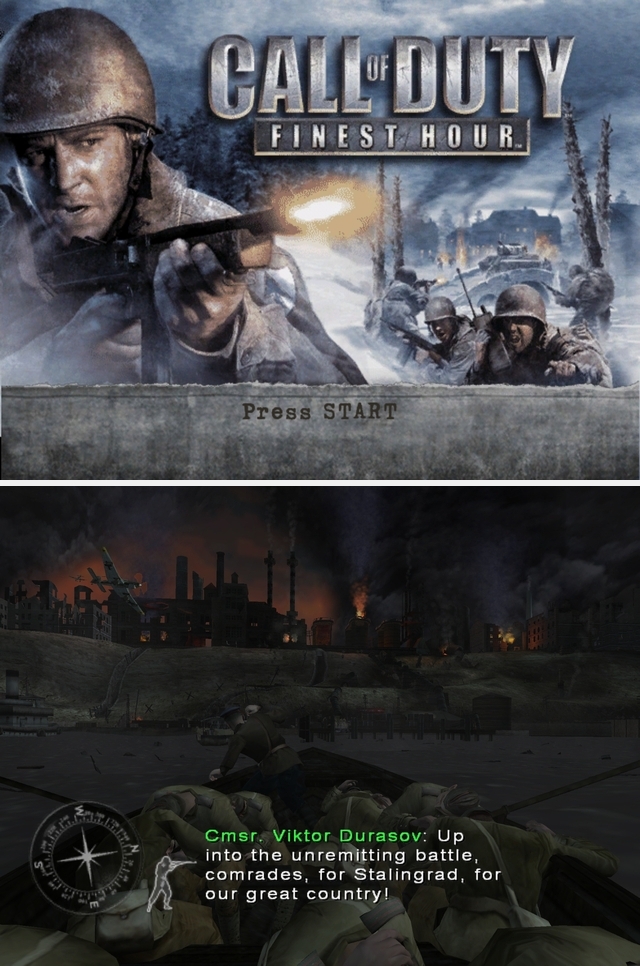 CALL OF DUTY
FINEST HOUR™
Press START
W
N
S
E
Cmsr. Viktor Durasov: Up
into the unremitting battle,
comrades, for Stalingrad, for
our great country!